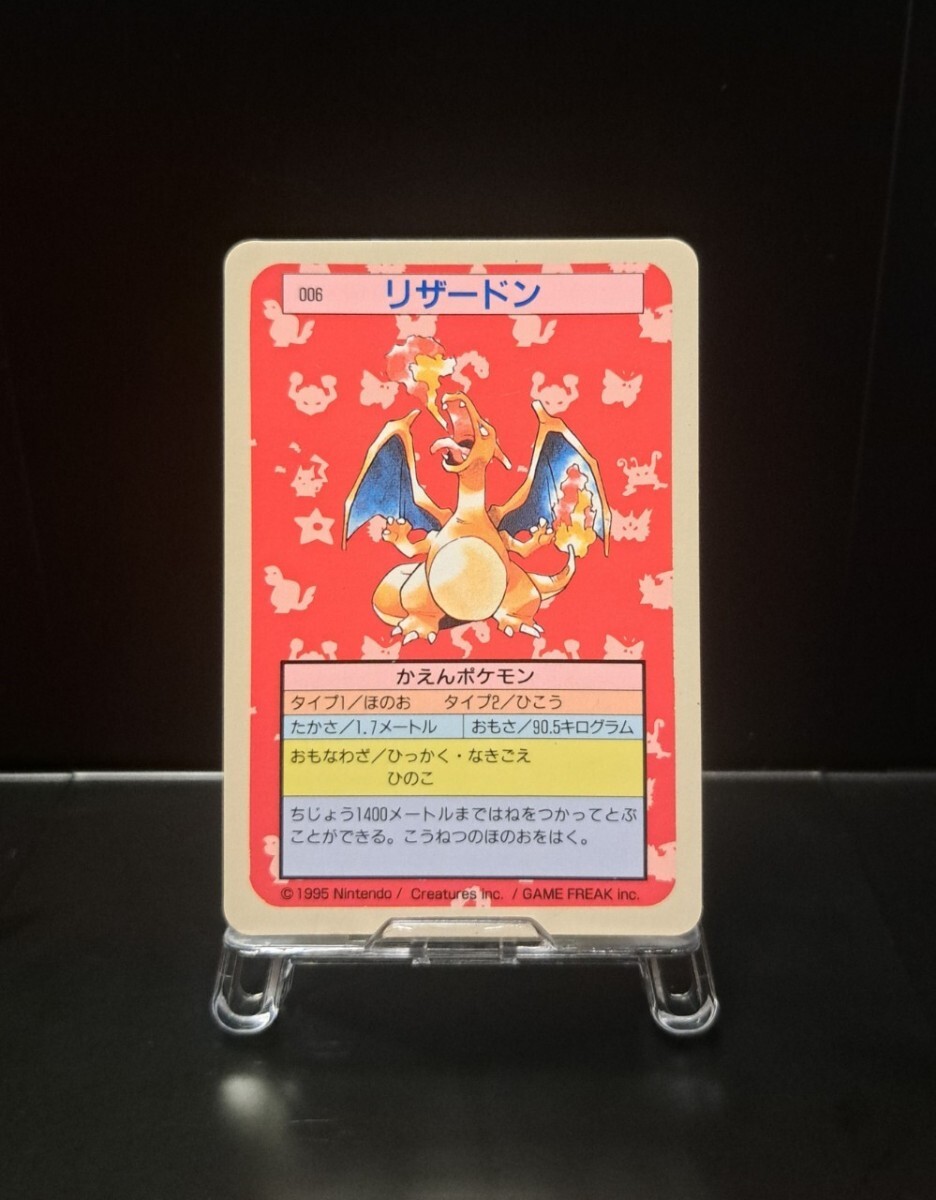 006 リザードン
かえんポケモン
タイプ1/ほのお タイプ2/ひこう
たかさ/1.7メートル おもさ/90.5キログラム
おもなわざ/ひっかく・なきごえ
ひのこ
ちじょう1400メートルまではねをつかってとぶ
ことができる。こうねつのほのおをはく。
©1995 Nintendo / Creatures inc. / GAME FREAK inc.